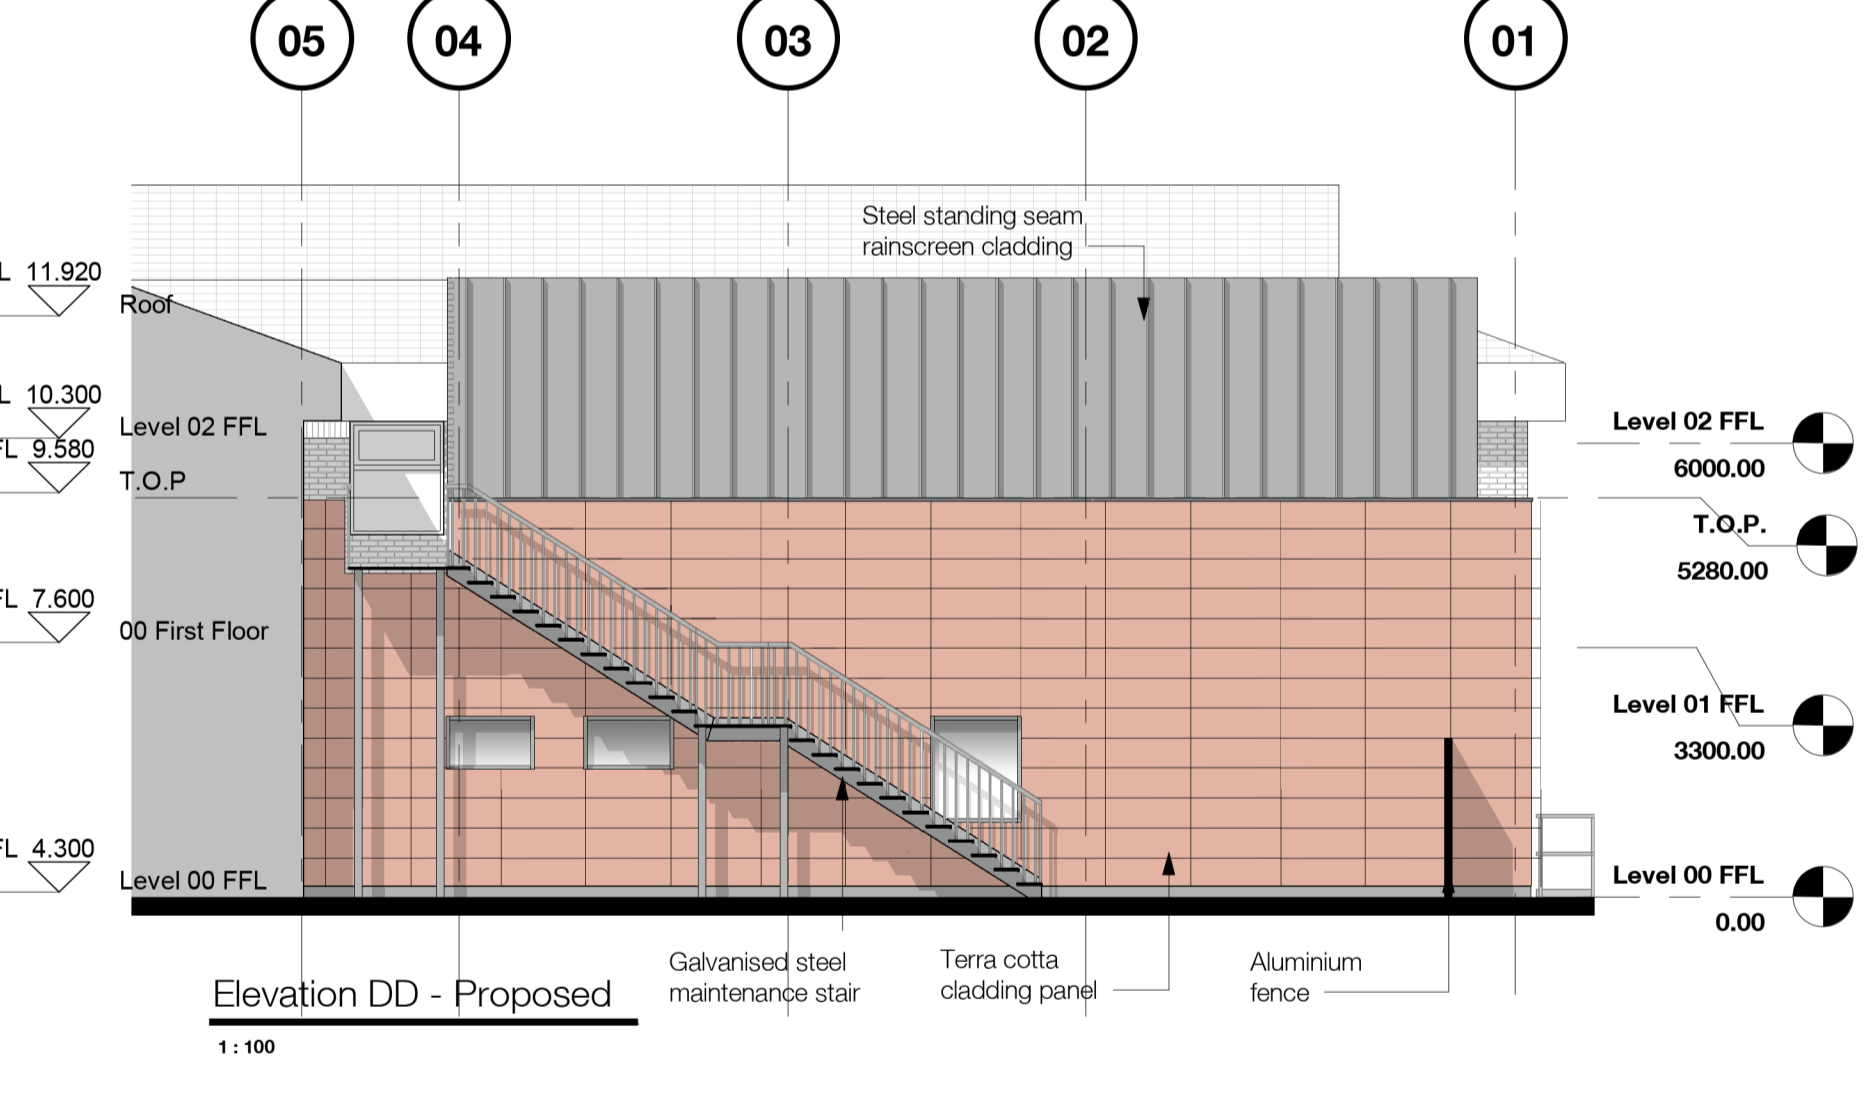 05 04 03 02 01
Steel standing seam
rainscreen cladding
L 11.920
Roof
L 10.300
Level 02 FFL
FL 9.580
T.O.P
FL 7.600
00 First Floor
FL 4.300
Level 00 FFL
Level 02 FFL
6000.00
T.O.P.
5280.00
Level 01 FFL
3300.00
Level 00 FFL
0.00
Galvanised steel
maintenance stair
Terra cotta
cladding panel
Aluminium
fence
Elevation DD - Proposed
1 : 100